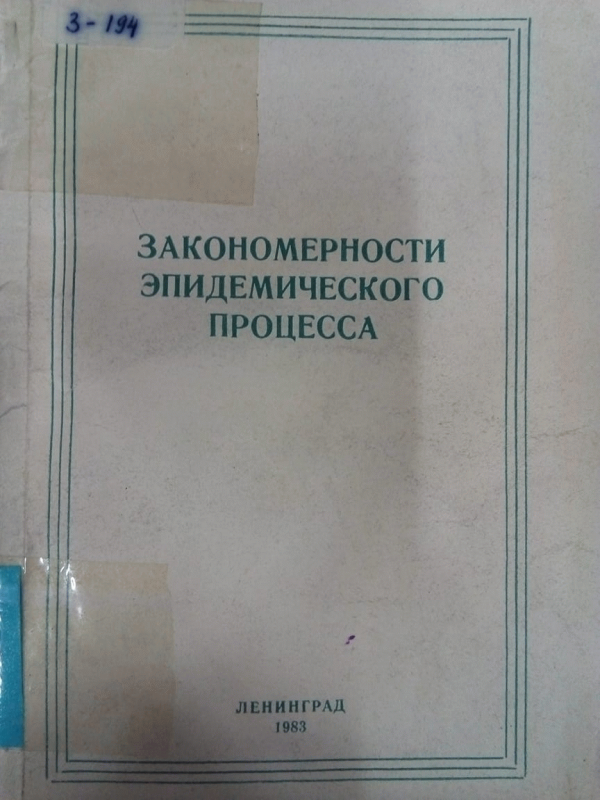 З-194
ЗАКОНОМЕРНОСТИ
ЭПИДЕМИЧЕСКОГО
ПРОЦЕССА
ЛЕНИНГРАД
1983